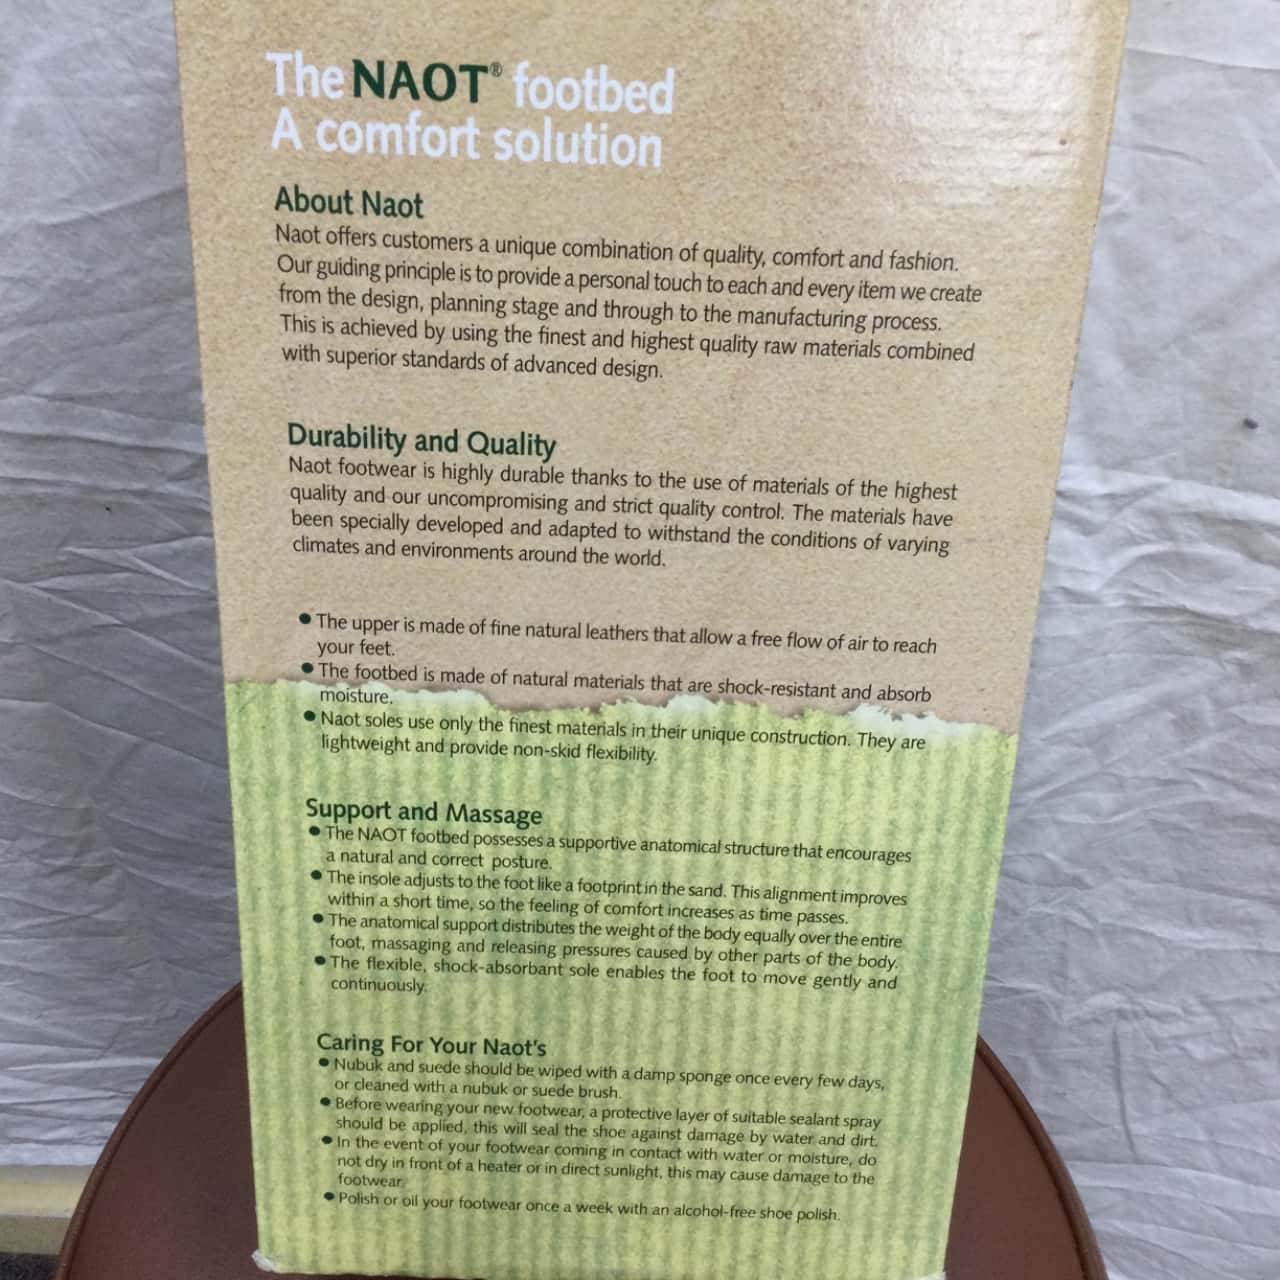 The NAOT® footbed
A comfort solution
About Naot
Naot offers customers a unique combination of quality, comfort and fashion.
Our guiding principle is to provide a personal touch to each and every item we create
from the design, planning stage and through to the manufacturing process.
This is achieved by using the finest and highest quality raw materials combined
with superior standards of advanced design.
Durability and Quality
Naot footwear is highly durable thanks to the use of materials of the highest
quality and our uncompromising and strict quality control. The materials have
been specially developed and adapted to withstand the conditions of varying
climates and environments around the world.
● The upper is made of fine natural leathers that allow a free flow of air to reach
your feet.
● The footbed is made of natural materials that are shock-resistant and absorb
moisture.
● Naot soles use only the finest materials in their unique construction. They are
lightweight and provide non-skid flexibility.
Support and Massage
● The NAOT footbed possesses a supportive anatomical structure that encourages
a natural and correct posture.
● The insole adjusts to the foot like a footprint in the sand. This alignment improves
within a short time, so the feeling of comfort increases as time passes.
● The anatomical support distributes the weight of the body equally over the entire
foot, massaging and releasing pressures caused by other parts of the body.
● The flexible, shock-absorbant sole enables the foot to move gently and
continuously.
Caring For Your Naot's
● Nubuk and suede should be wiped with a damp sponge once every few days,
or cleaned with a nubuk or suede brush.
● Before wearing your new footwear, a protective layer of suitable sealant spray
should be applied, this will seal the shoe against damage by water and dirt.
● In the event of your footwear coming in contact with water or moisture, do
not dry in front of a heater or in direct sunlight, this may cause damage to the
footwear.
● Polish or oil your footwear once a week with an alcohol-free shoe polish.